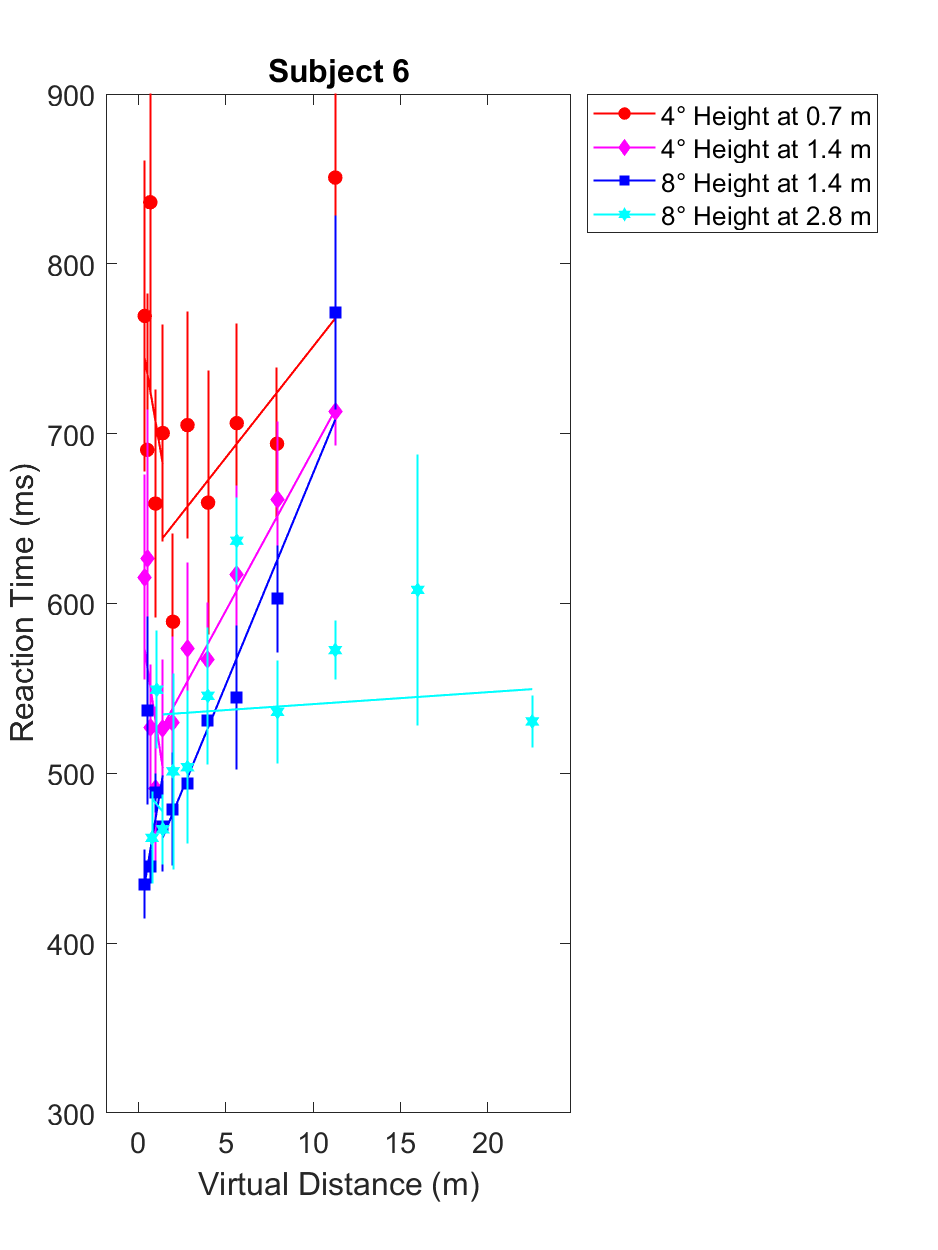 Subject 6
900
800
700
600
500
400
300
Reaction Time (ms)
0 5 10 15 20
Virtual Distance (m)
4° Height at 0.7 m
4° Height at 1.4 m
8° Height at 1.4 m
8° Height at 2.8 m